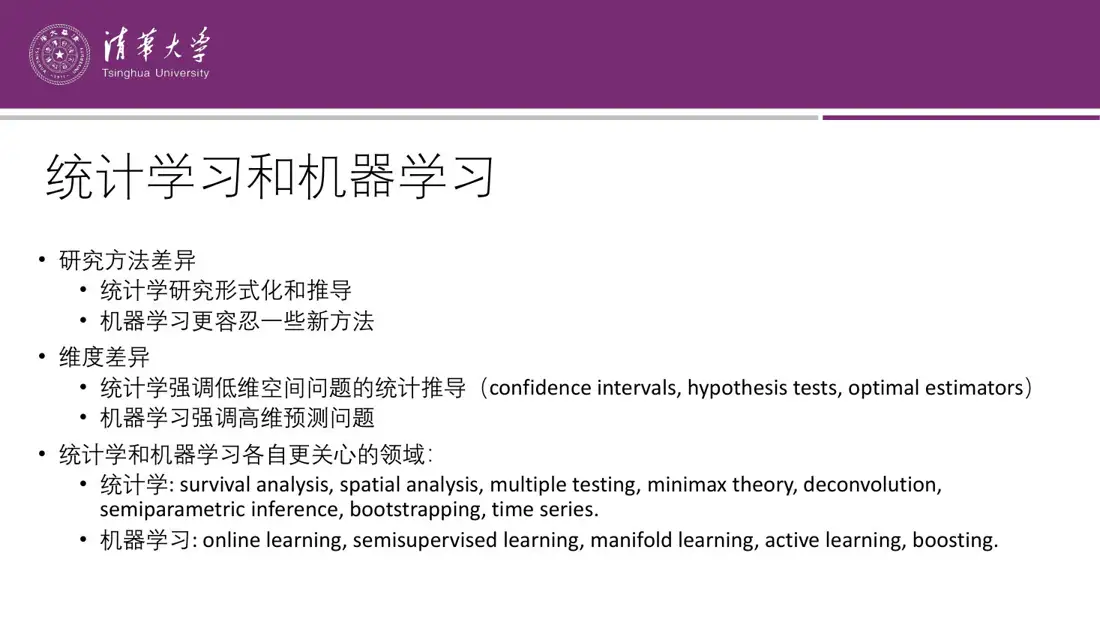 清华大学
Tsinghua University
统计学习和机器学习
• 研究方法差异
• 统计学研究形式化和推导
• 机器学习更容忍一些新方法
• 维度差异
• 统计学强调低维空间问题的统计推导（confidence intervals, hypothesis tests, optimal estimators）
• 机器学习强调高维预测问题
• 统计学和机器学习各自更关心的领域：
• 统计学: survival analysis, spatial analysis, multiple testing, minimax theory, deconvolution,
semiparametric inference, bootstrapping, time series.
• 机器学习: online learning, semisupervised learning, manifold learning, active learning, boosting.